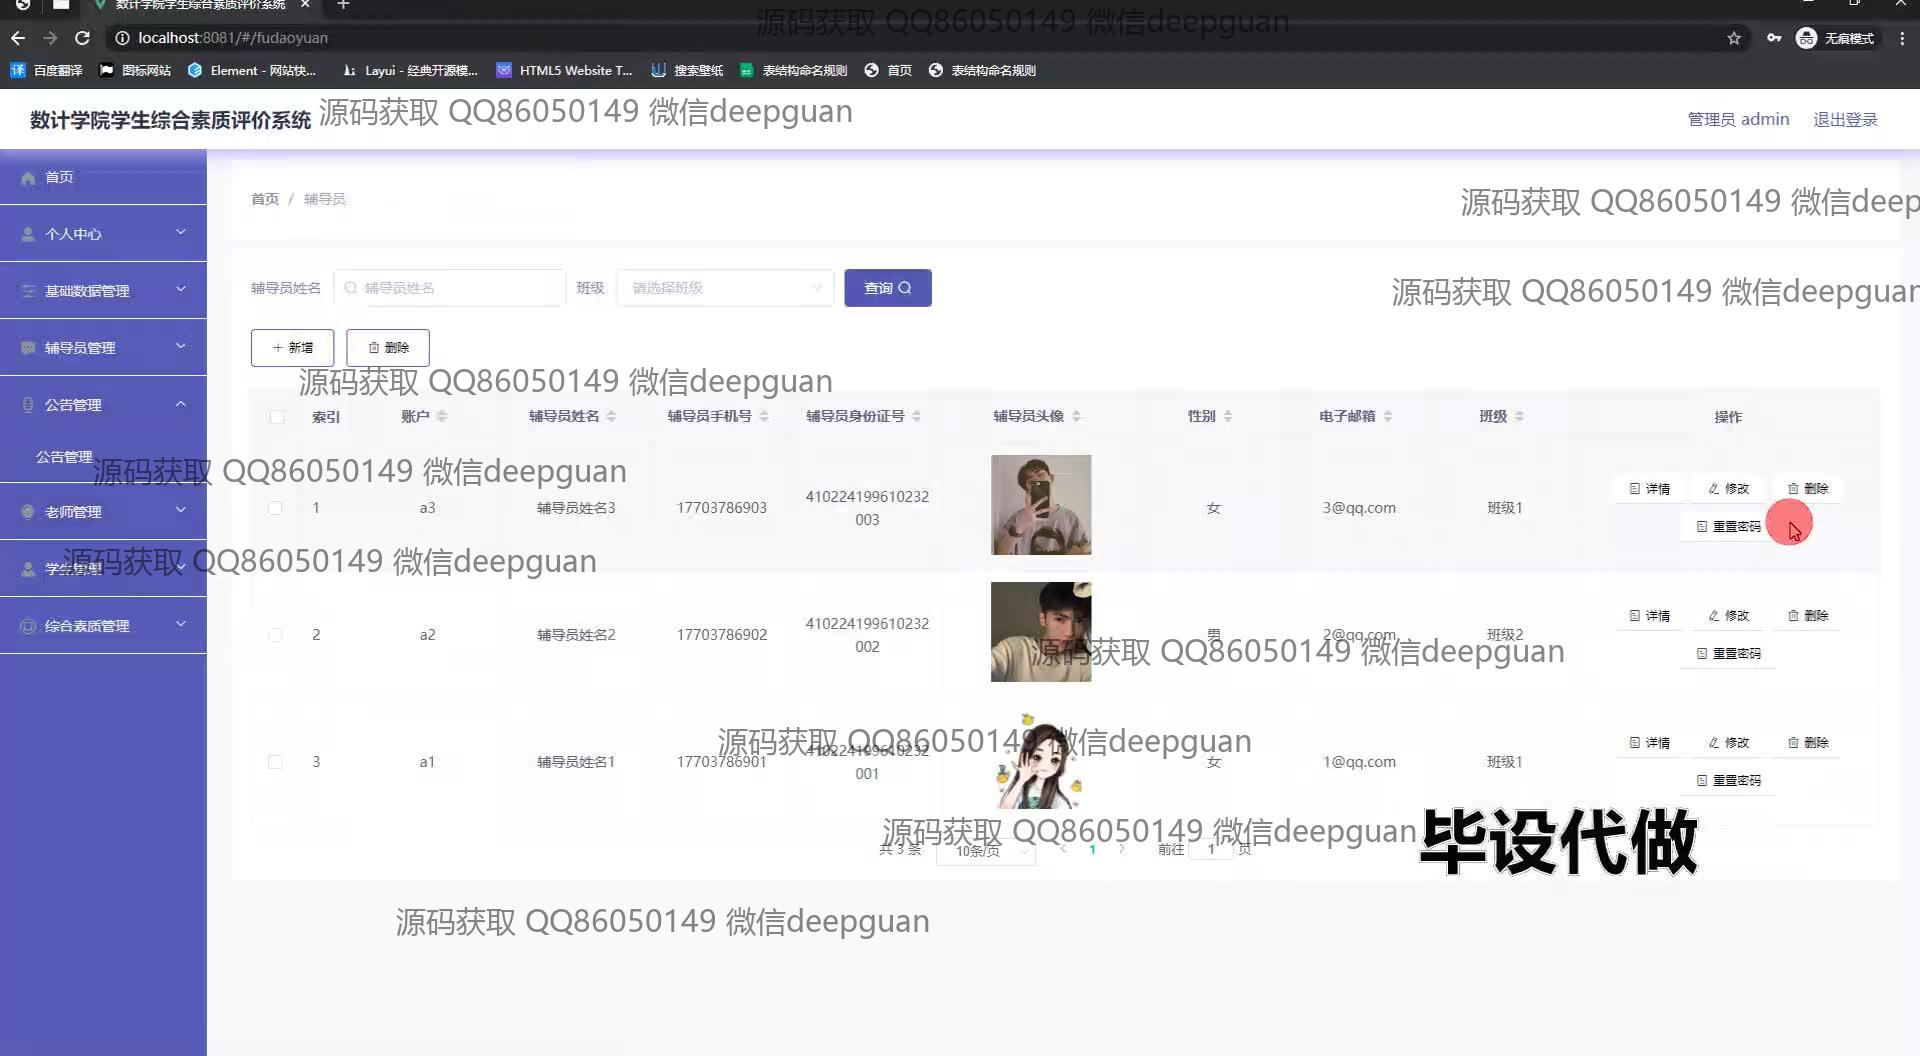 数计学院学生综合素质评价系统
源码获取 QQ86050149 微信deepguan
localhost:8081/#/fudaoyuan
无痕模式
百度翻译
图标网站
Element - 网站快...
Layui - 经典开源模...
HTML5 Website T...
搜索壁纸
表结构命名规则
首页
表结构命名规则
数计学院学生综合素质评价系统
源码获取 QQ86050149 微信deepguan
管理员 admin
退出登录
首页
个人中心
基础数据管理
辅导员管理
公告管理
公告管理
老师管理
学生管理
综合素质管理
首页 / 辅导员
源码获取 QQ86050149 微信deep
辅导员姓名 辅导员姓名 班级 请选择班级 查询
源码获取 QQ86050149 微信deepguan
新增 删除
源码获取 QQ86050149 微信deepguan
索引 账户 辅导员姓名 辅导员手机号 辅导员身份证号 辅导员头像 性别 电子邮箱 班级 操作
源码获取 QQ86050149 微信deepguan
1 a3 辅导员姓名3 17703786903 410224199610232003 女 3@qq.com 班级1 详情 修改 删除
重置密码
源码获取 QQ86050149 微信deepguan
2 a2 辅导员姓名2 17703786902 410224199610232002 男 2@qq.com 班级2 详情 修改 删除
重置密码
源码获取 QQ86050149 微信deepguan
源码获取 QQ86050149 微信deepguan
3 a1 辅导员姓名1 17703786901 410224199610232001 女 1@qq.com 班级1 详情 修改 删除
重置密码
源码获取 QQ86050149 微信deepguan
毕设代做
共 3 条 10条/页 1 前往 1 页
源码获取 QQ86050149 微信deepguan